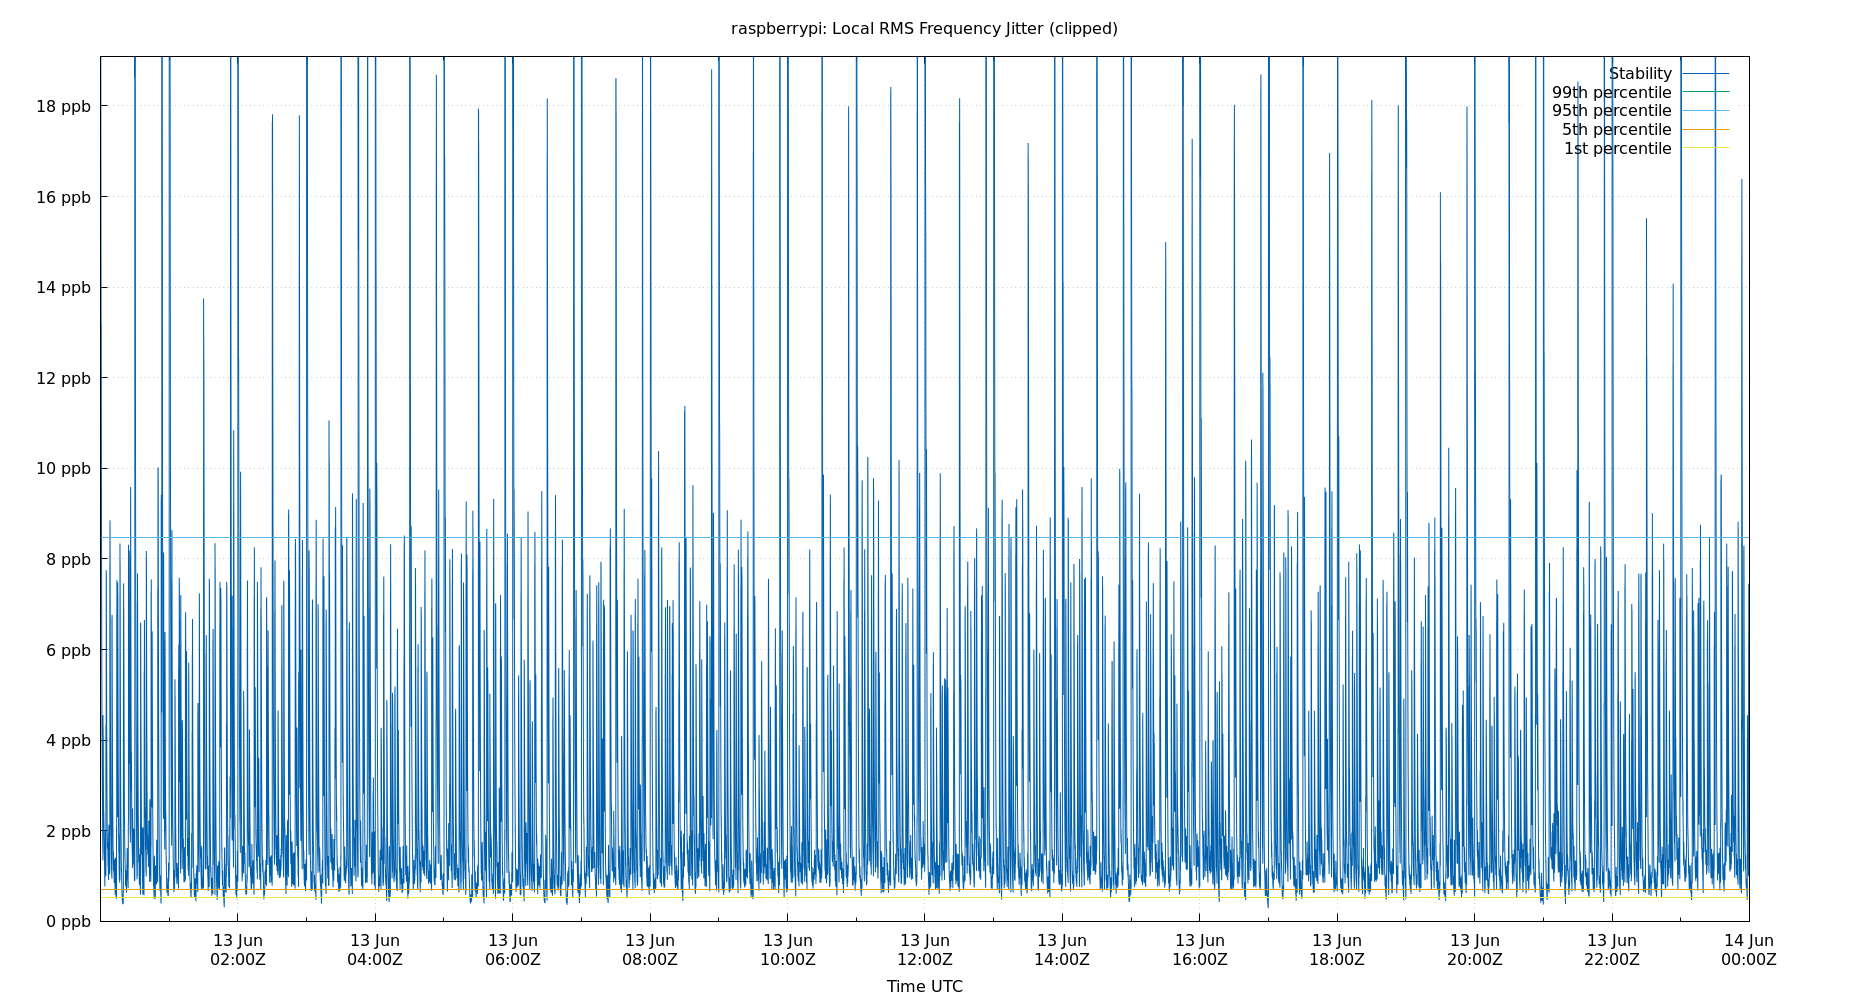 raspberrypi: Local RMS Frequency Jitter (clipped)
Stability
99th percentile
95th percentile
5th percentile
1st percentile
18 ppb
16 ppb
14 ppb
12 ppb
10 ppb
8 ppb
6 ppb
4 ppb
2 ppb
0 ppb
13 Jun 13 Jun 13 Jun 13 Jun 13 Jun 13 Jun 13 Jun 13 Jun 13 Jun 13 Jun 13 Jun 14 Jun
02:00Z 04:00Z 06:00Z 08:00Z 10:00Z 12:00Z 14:00Z 16:00Z 18:00Z 20:00Z 22:00Z 00:00Z
Time UTC